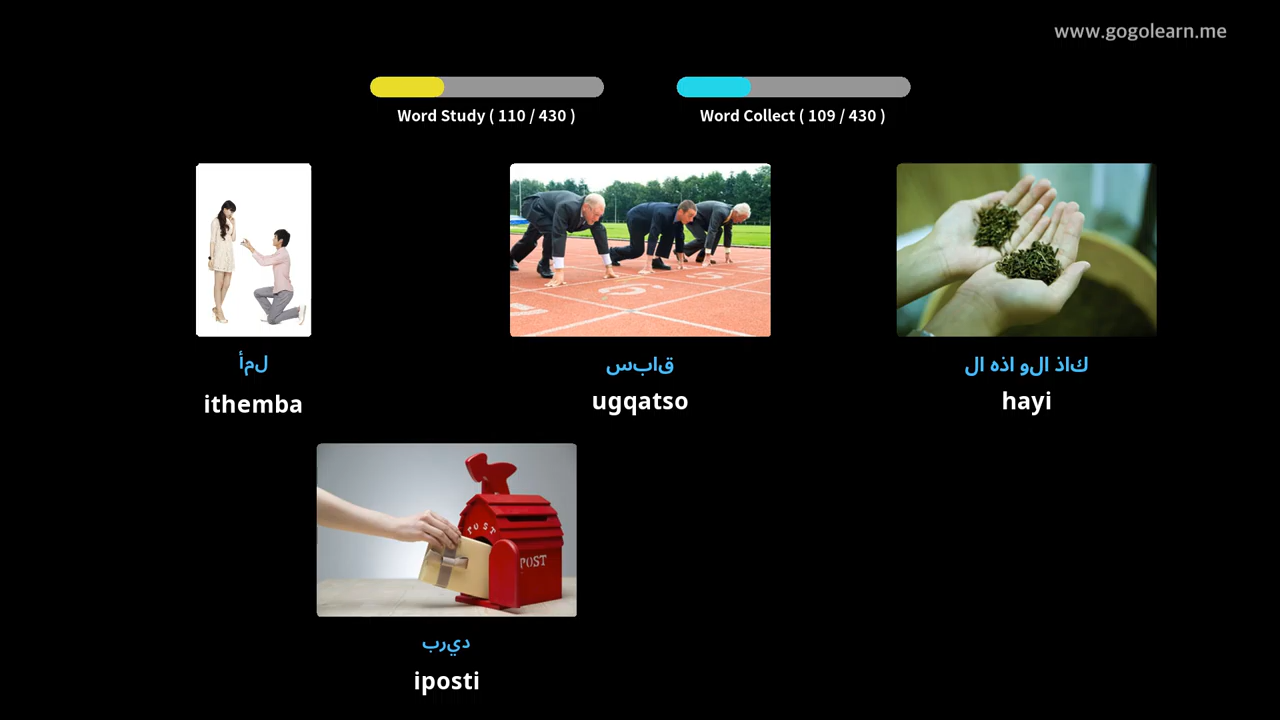 www.gogolearn.me
Word Study ( 110 / 430 )
Word Collect ( 109 / 430 )
لمأ
ithemba
قابس
ugqatso
كاذ الو اذه ال
hayi
POST
POST
ديرب
iposti